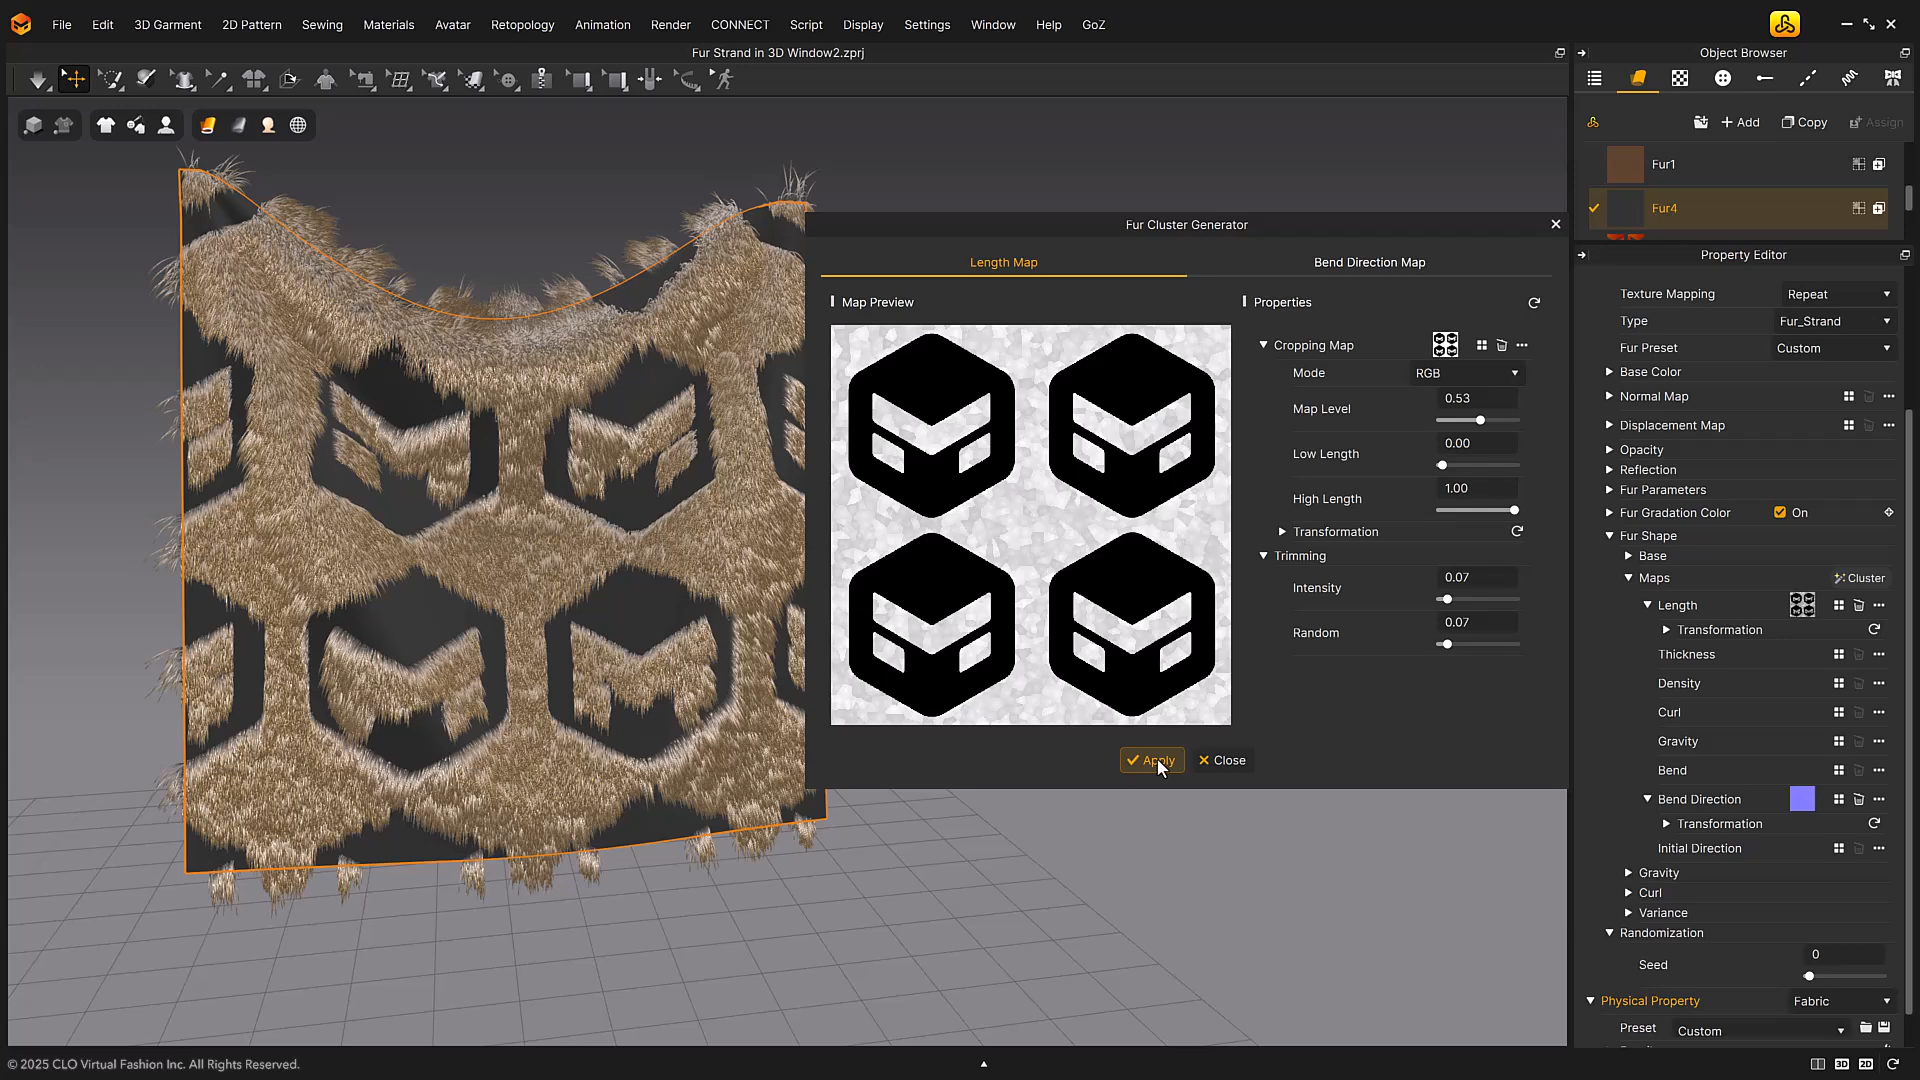 File Edit 3D Garment 2D Pattern Sewing Materials Avatar Retopology Animation Render CONNECT Script Display Settings Window Help GoZ
Fur Strand in 3D Window2.zprj
Object Browser
Add Copy Assign
Fur1
Fur4
Fur Cluster Generator
Length Map Bend Direction Map
Map Preview
Properties
Cropping Map
Mode RGB
Map Level 0.53
Low Length 0.00
High Length 1.00
Transformation
Trimming
Intensity 0.07
Random 0.07
Apply Close
Property Editor
Texture Mapping Repeat
Type Fur_Strand
Fur Preset Custom
Base Color
Normal Map
Displacement Map
Opacity
Reflection
Fur Parameters
Fur Gradation Color On
Fur Shape
Base
Maps Cluster
Length
Transformation
Thickness
Density
Curl
Gravity
Bend
Bend Direction
Transformation
Initial Direction
Gravity
Curl
Variance
Randomization
Seed 0
Physical Property Fabric
Preset Custom
© 2025 CLO Virtual Fashion Inc. All Rights Reserved.
3D 2D